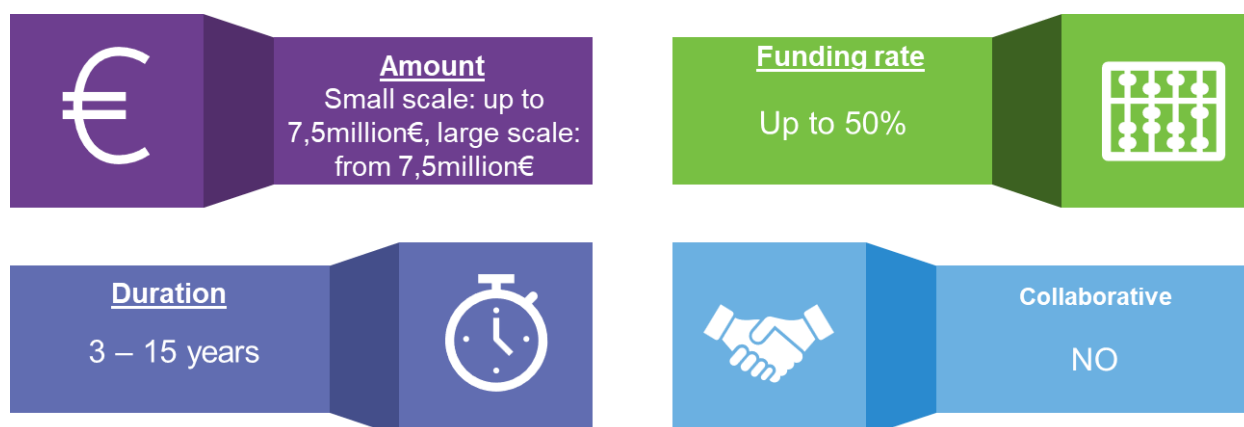 Amount
Small scale: up to
7,5million€, large scale:
from 7,5million€
Funding rate
Up to 50%
Duration
3 – 15 years
Collaborative
NO